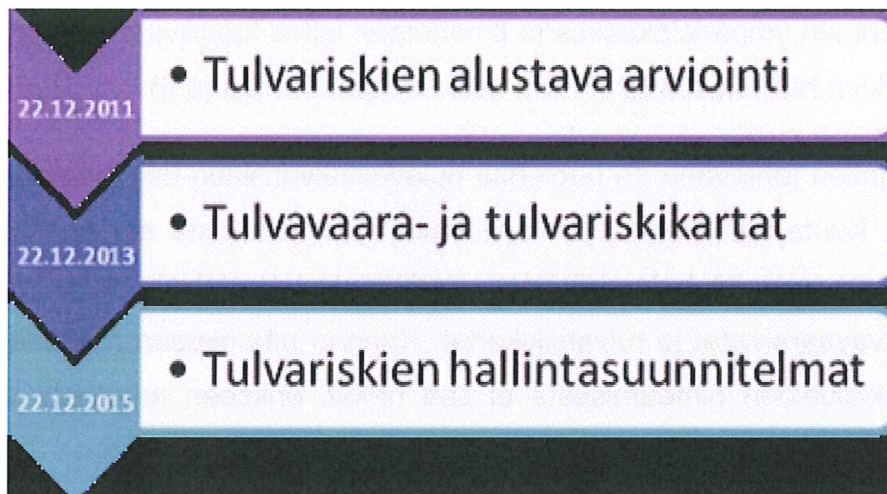 22.12.2011
• Tulvariskien alustava arviointi
22.12.2013
• Tulvavaara- ja tulvariskikartat
22.12.2015
• Tulvariskien hallintasuunnitelmat